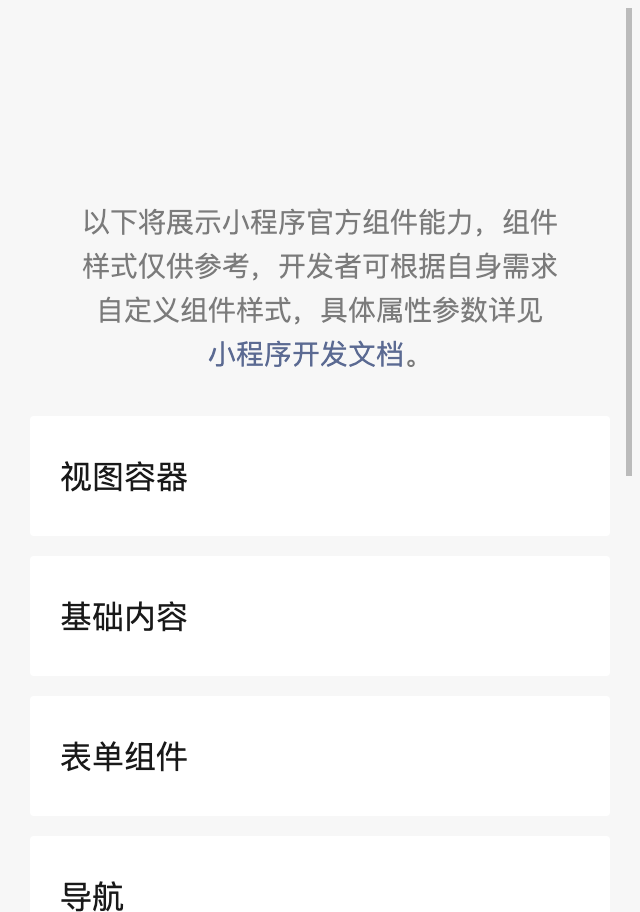 以下将展示小程序官方组件能力，组件
样式仅供参考，开发者可根据自身需求
自定义组件样式，具体属性参数详见
小程序开发文档。
视图容器
基础内容
表单组件
导航